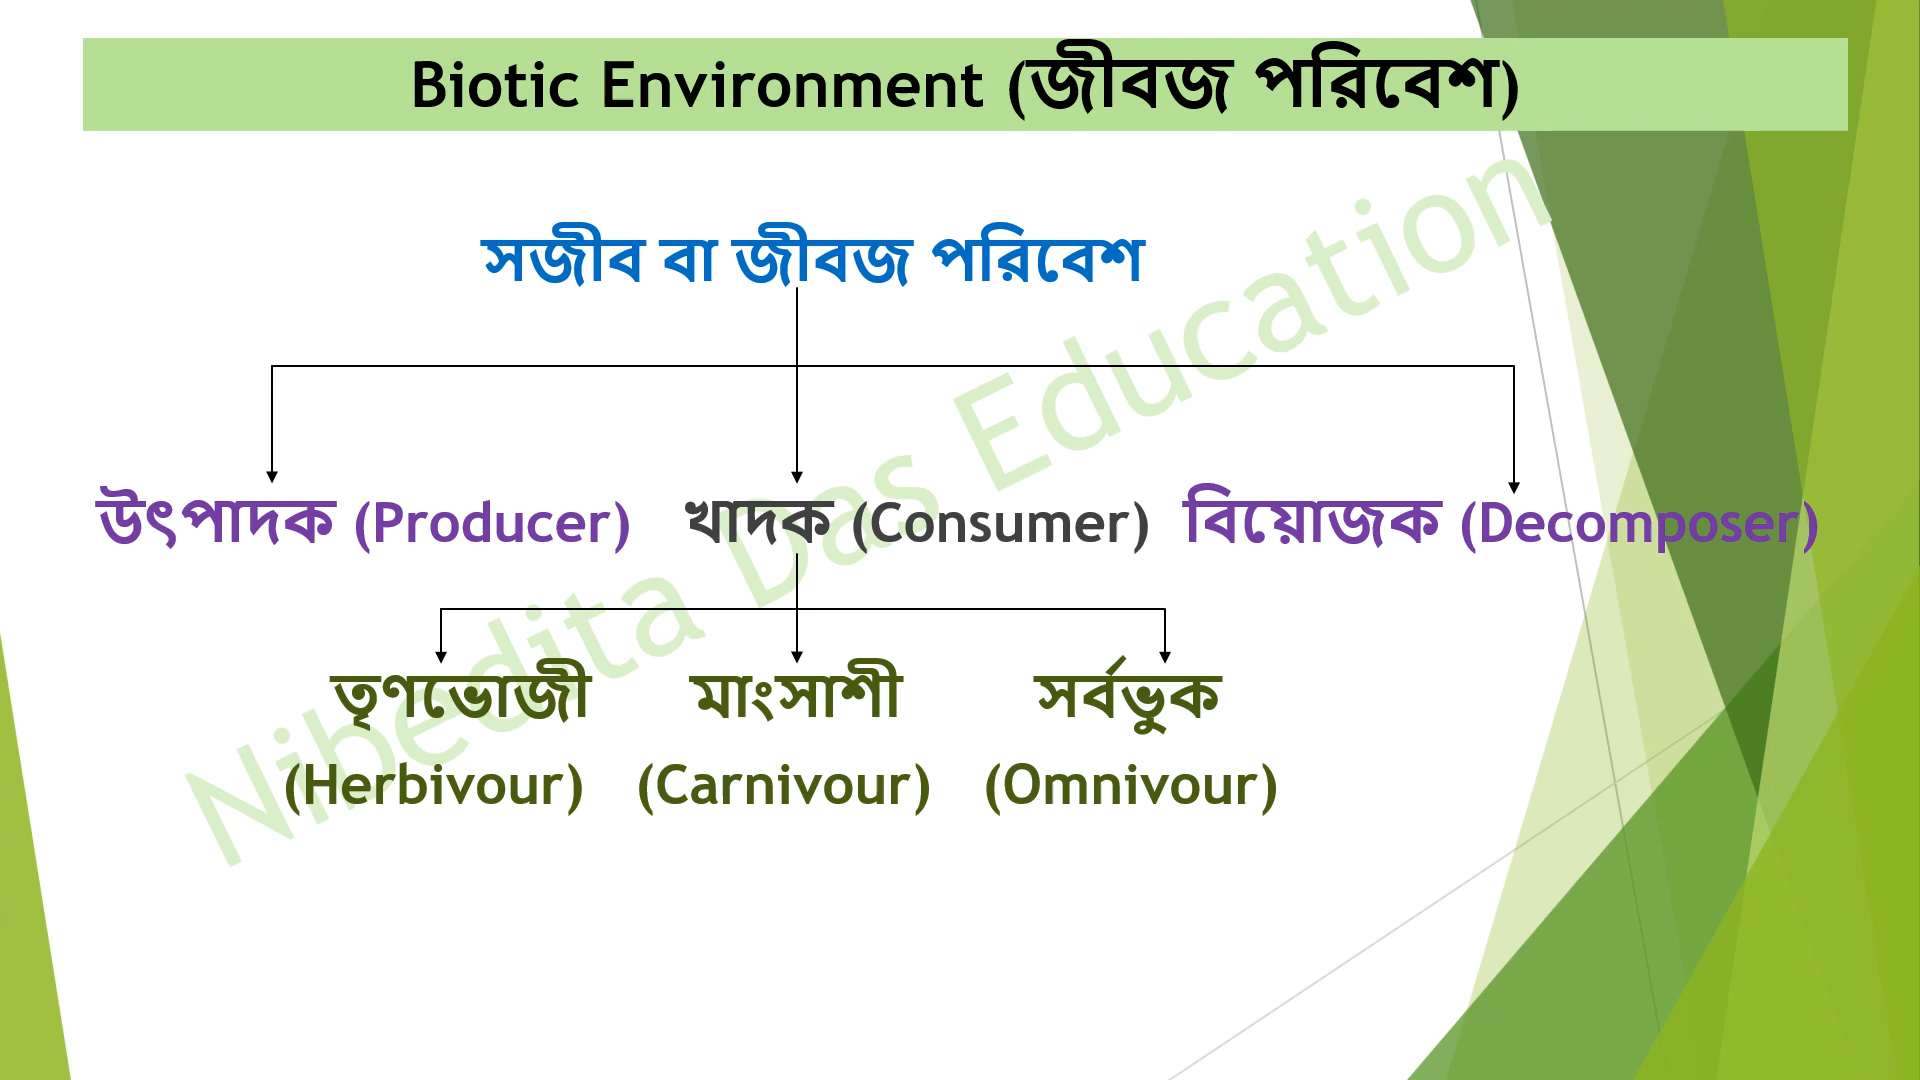 Biotic Environment (জীবজ পরিবেশ)
সজীব বা জীবজ পরিবেশ
উৎপাদক (Producer) খাদক (Consumer) বিয়োজক (Decomposer)
তৃণভোজী মাংসাশী সর্বভুক
(Herbivour) (Carnivour) (Omnivour)
Nibedita Das Education